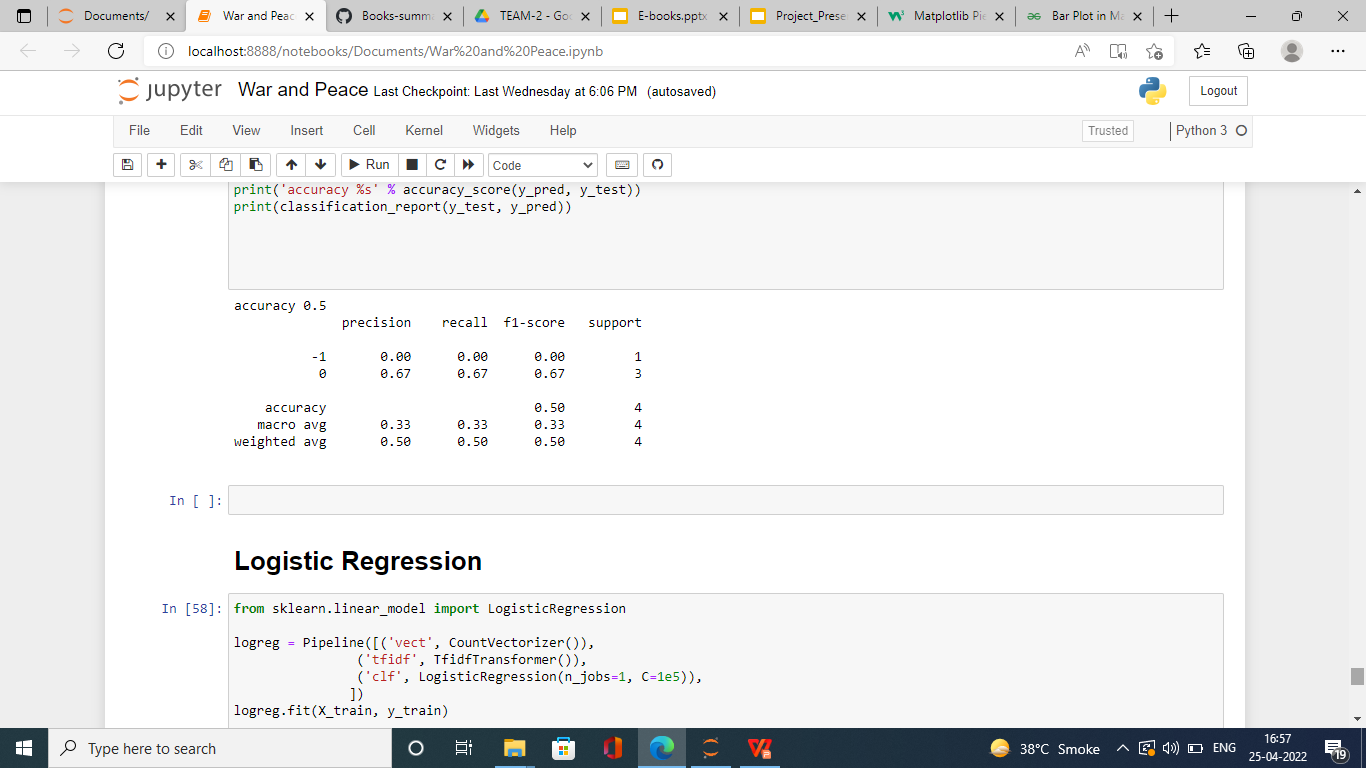 Documents/
War and Peac
Books-summ
TEAM-2 - Go
E-books.pptx
Project_Prese
Matplotlib Pie
Bar Plot in Ma
localhost:8888/notebooks/Documents/War%20and%20Peace.ipynb
jupyter War and Peace Last Checkpoint: Last Wednesday at 6:06 PM (autosaved)
Logout
File Edit View Insert Cell Kernel Widgets Help
Trusted
Python 3
Run
Code
print('accuracy %s' % accuracy_score(y_pred, y_test))
print(classification_report(y_test, y_pred))
accuracy 0.5
precision recall f1-score support
-1 0.00 0.00 0.00 1
0 0.67 0.67 0.67 3
accuracy 0.50 4
macro avg 0.33 0.33 0.33 4
weighted avg 0.50 0.50 0.50 4
In [ ]:
Logistic Regression
In [58]: from sklearn.linear_model import LogisticRegression
logreg = Pipeline([('vect', CountVectorizer()),
('tfidf', TfidfTransformer()),
('clf', LogisticRegression(n_jobs=1, C=1e5)),
])
logreg.fit(X_train, y_train)
Type here to search
38°C Smoke
ENG
16:57
25-04-2022
19